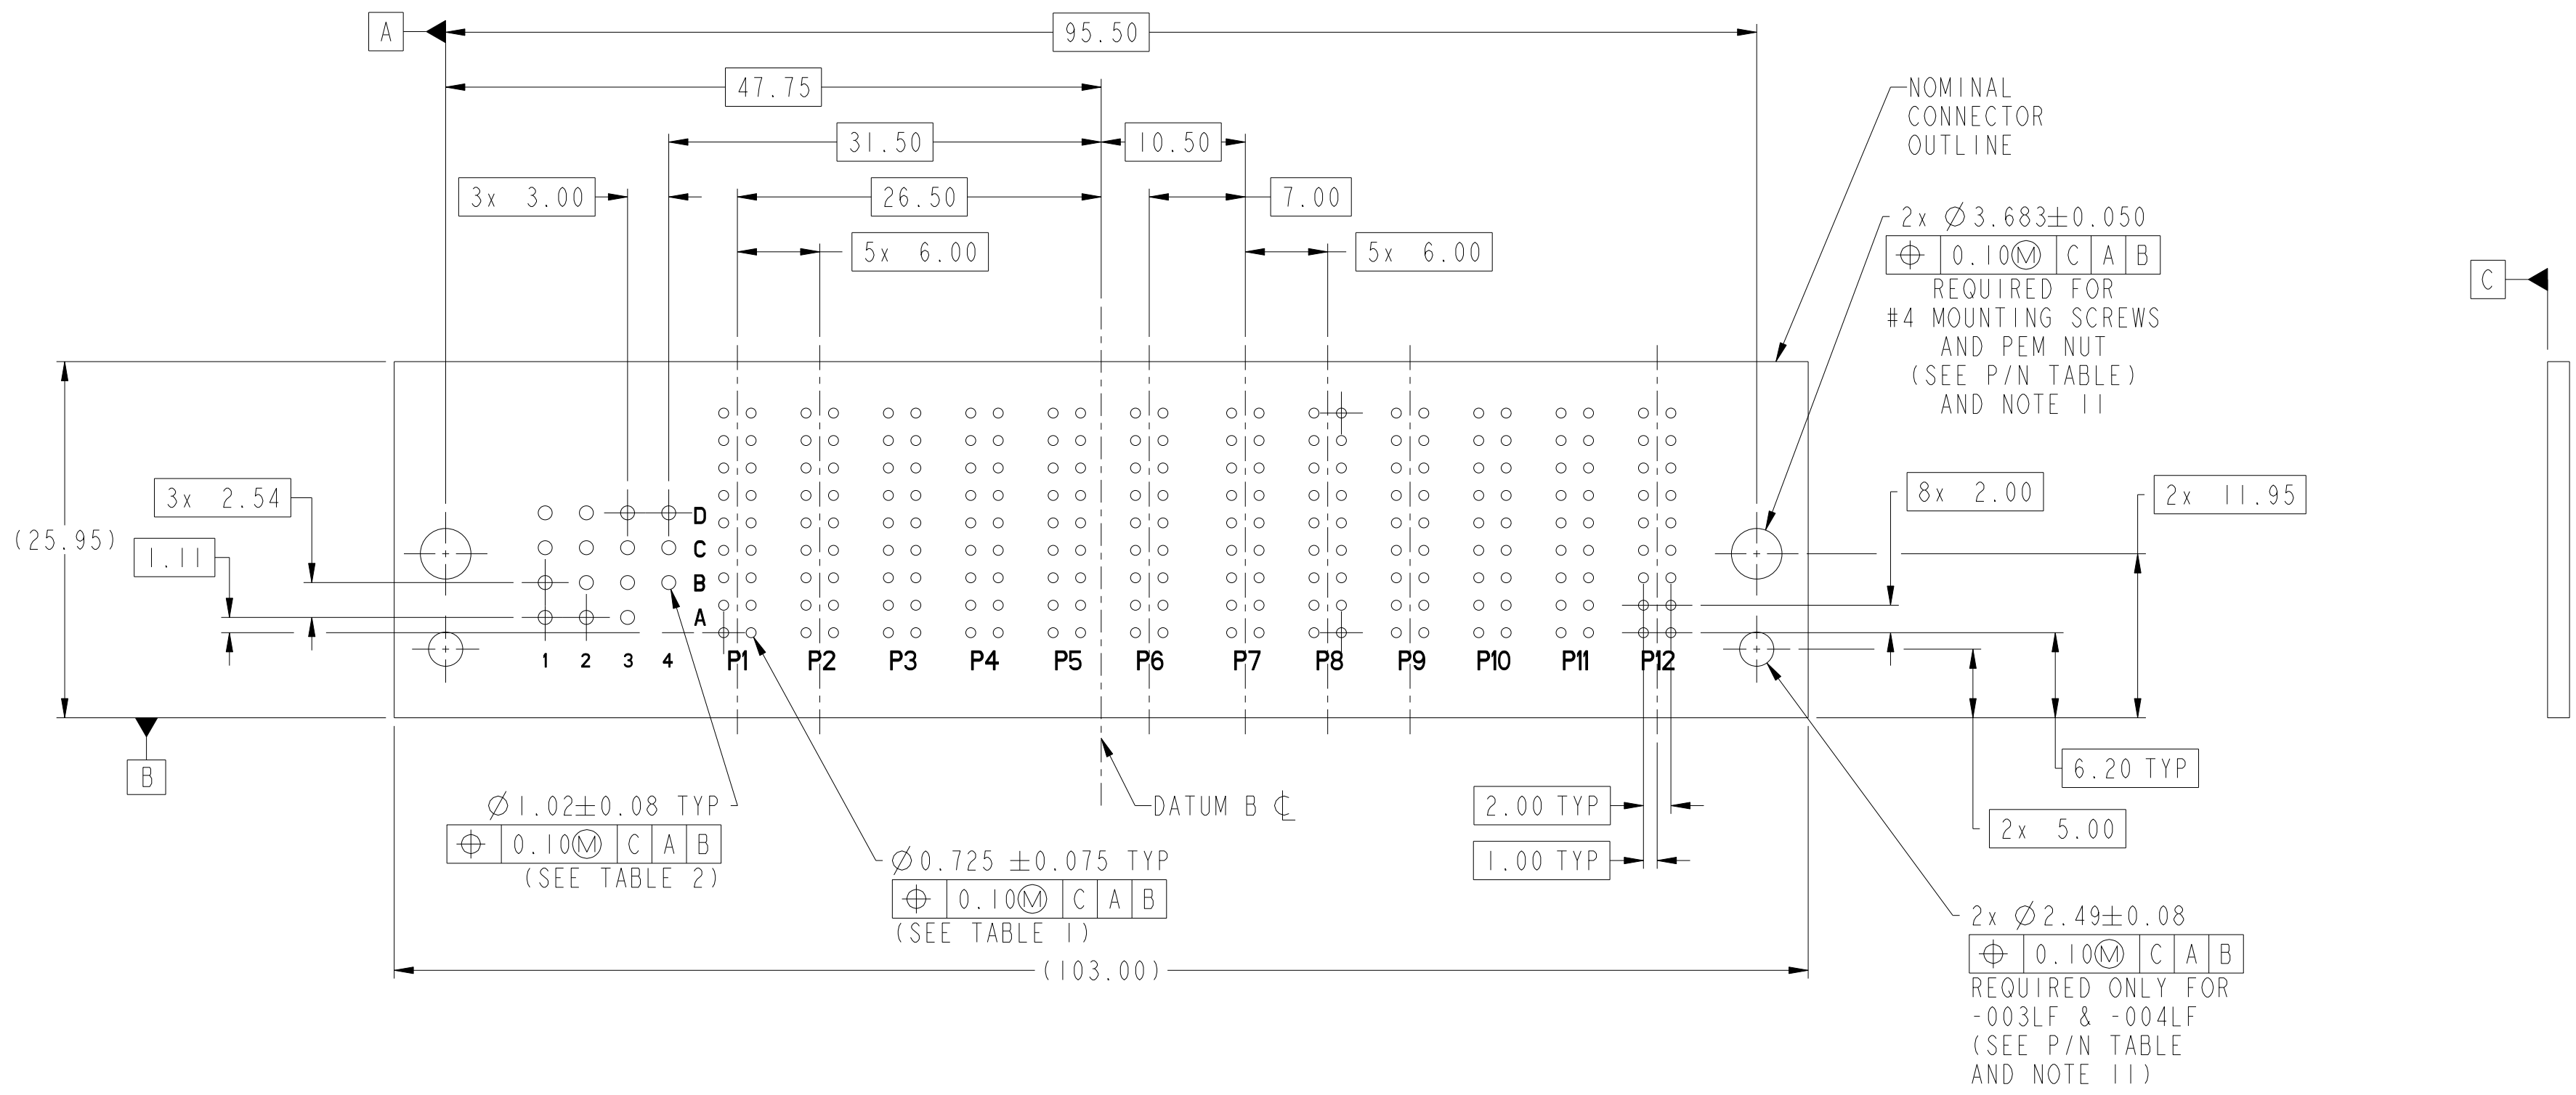 A
95.50
47.75
31.50
10.50
3x 3.00
26.50
7.00
5x 6.00
5x 6.00
NOMINAL
CONNECTOR
OUTLINE
2x Ø3.683±0.050
⌖ 0.10Ⓜ C A B
REQUIRED FOR
#4 MOUNTING SCREWS
AND PEM NUT
(SEE P/N TABLE)
AND NOTE 11
C
3x 2.54
1.11
(25.95)
B
D
C
B
A
1 2 3 4 P1 P2 P3 P4 P5 P6 P7 P8 P9 P10 P11 P12
8x 2.00
2x 11.95
6.20 TYP
2x 5.00
Ø1.02±0.08 TYP
⌖ 0.10Ⓜ C A B
(SEE TABLE 2)
Ø0.725 ±0.075 TYP
⌖ 0.10Ⓜ C A B
(SEE TABLE 1)
DATUM B ℄
2.00 TYP
1.00 TYP
(103.00)
2x Ø2.49±0.08
⌖ 0.10Ⓜ C A B
REQUIRED ONLY FOR
-003LF & -004LF
(SEE P/N TABLE
AND NOTE 11)